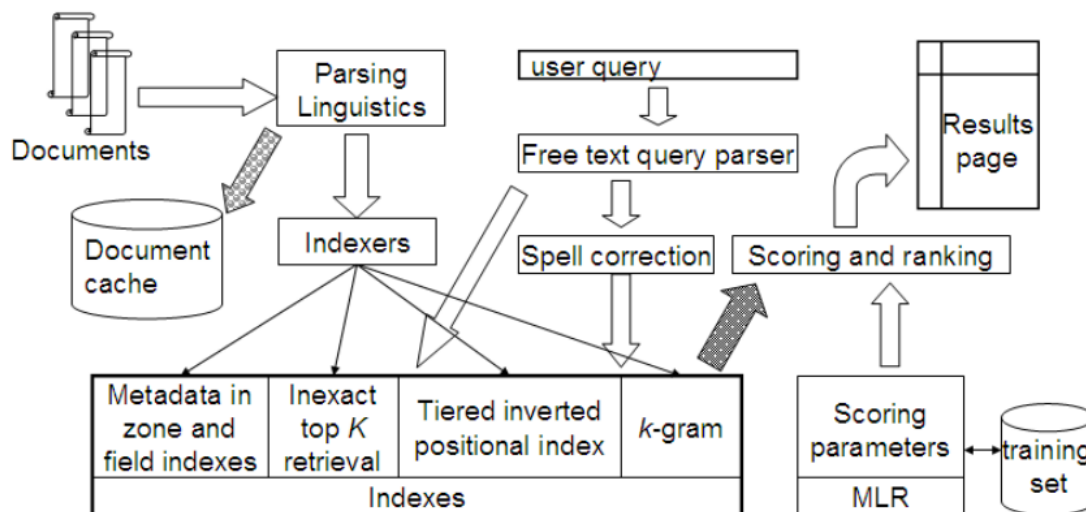 Documents
Parsing
Linguistics
user query
Results
page
Free text query parser
Document
cache
Indexers
Spell correction
Scoring and ranking
Metadata in
zone and
field indexes
Inexact
top K
retrieval
Tiered inverted
positional index
k-gram
Indexes
Scoring
parameters
MLR
training
set